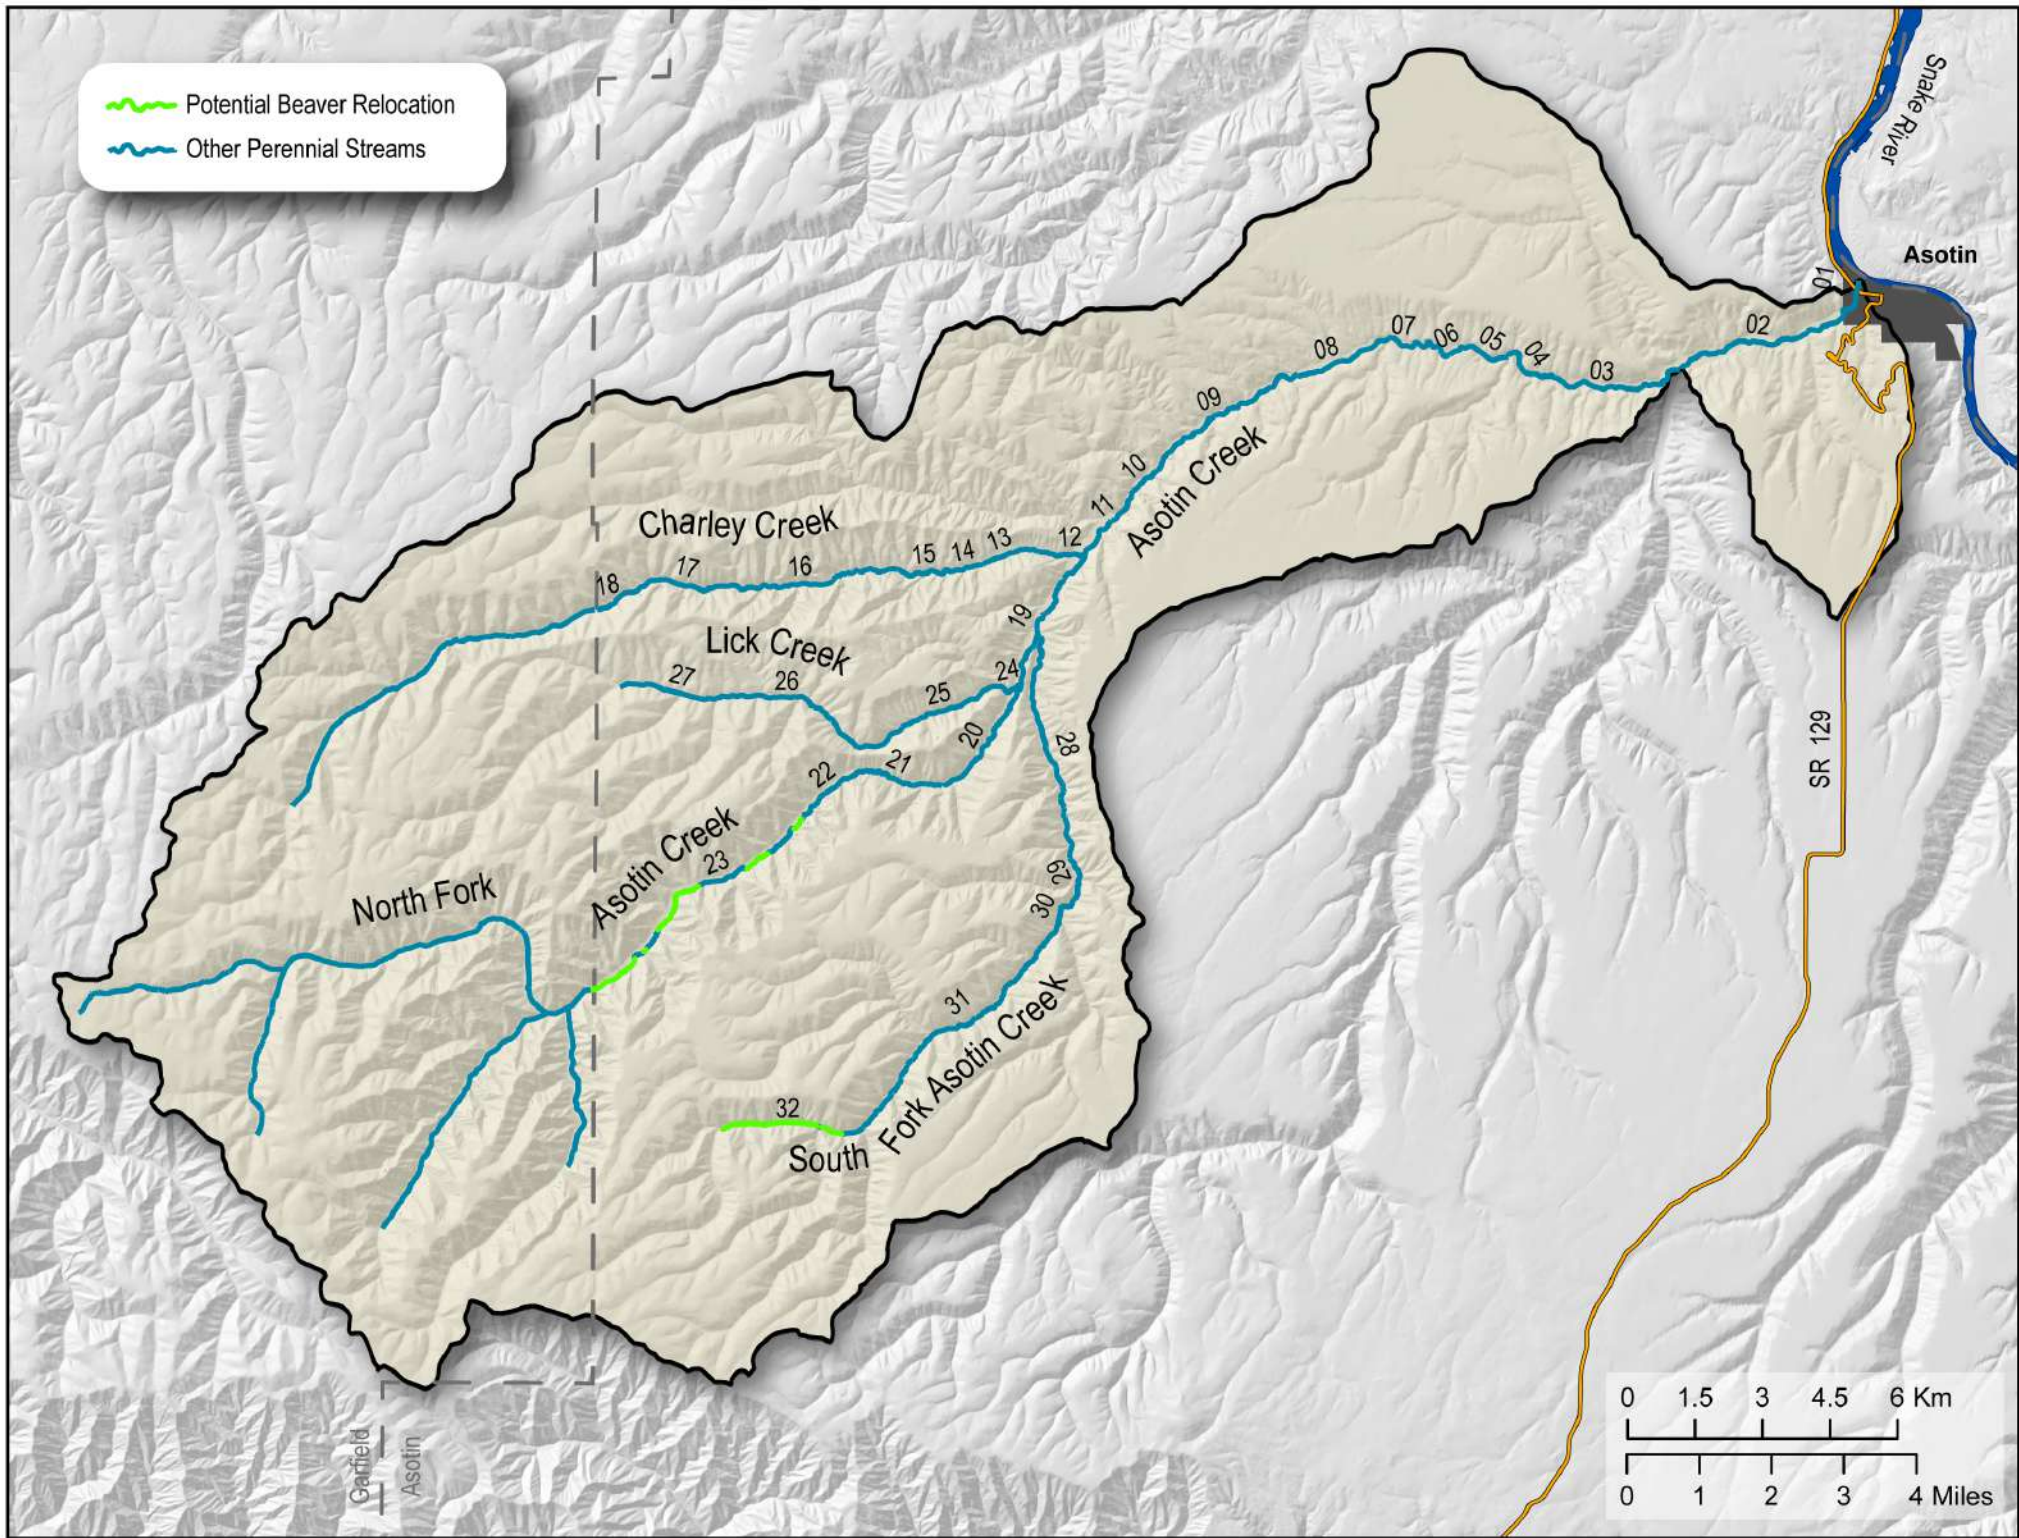 Potential Beaver Relocation
Other Perennial Streams
Snake River
Asotin
01
02
03
04
05
06
07
08
09
10
11
Asotin Creek
12
13
14
15
16
17
18
Charley Creek
19
Lick Creek
27
26
25
24
20
21
22
23
28
29
30
31
32
North Fork
Asotin Creek
South
Fork Asotin Creek
SR 129
Garfield
Asotin
0 1.5 3 4.5 6 Km
0 1 2 3 4 Miles